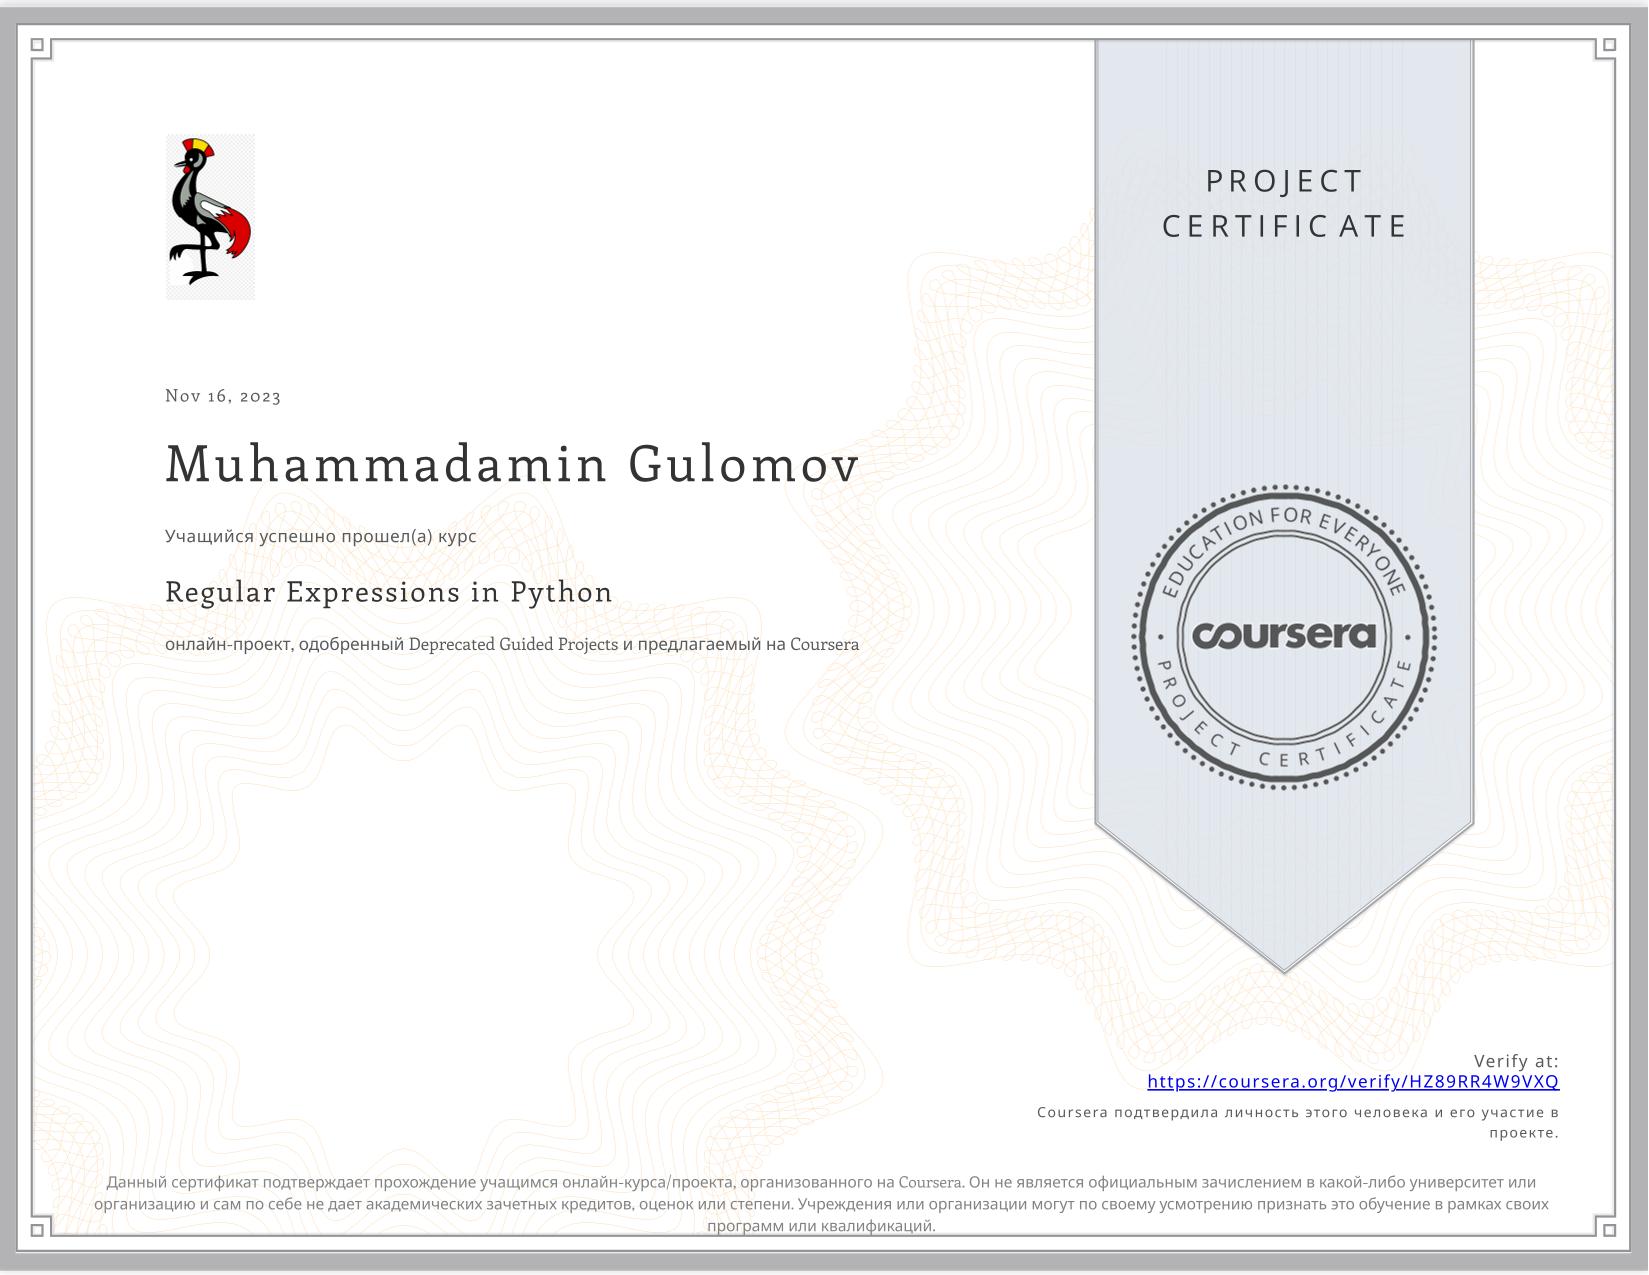 PROJECT
CERTIFICATE
Nov 16, 2023
Muhammadamin Gulomov
Учащийся успешно прошел(а) курс
Regular Expressions in Python
онлайн-проект, одобренный Deprecated Guided Projects и предлагаемый на Coursera
EDUCATION FOR EVERYONE
coursera
PROJECT CERTIFICATE
Verify at:
https://coursera.org/verify/HZ89RR4W9VXQ
Coursera подтвердила личность этого человека и его участие в
проекте.
Данный сертификат подтверждает прохождение учащимся онлайн-курса/проекта, организованного на Coursera. Он не является официальным зачислением в какой-либо университет или
организацию и сам по себе не дает академических зачетных кредитов, оценок или степени. Учреждения или организации могут по своему усмотрению признать это обучение в рамках своих
программ или квалификаций.